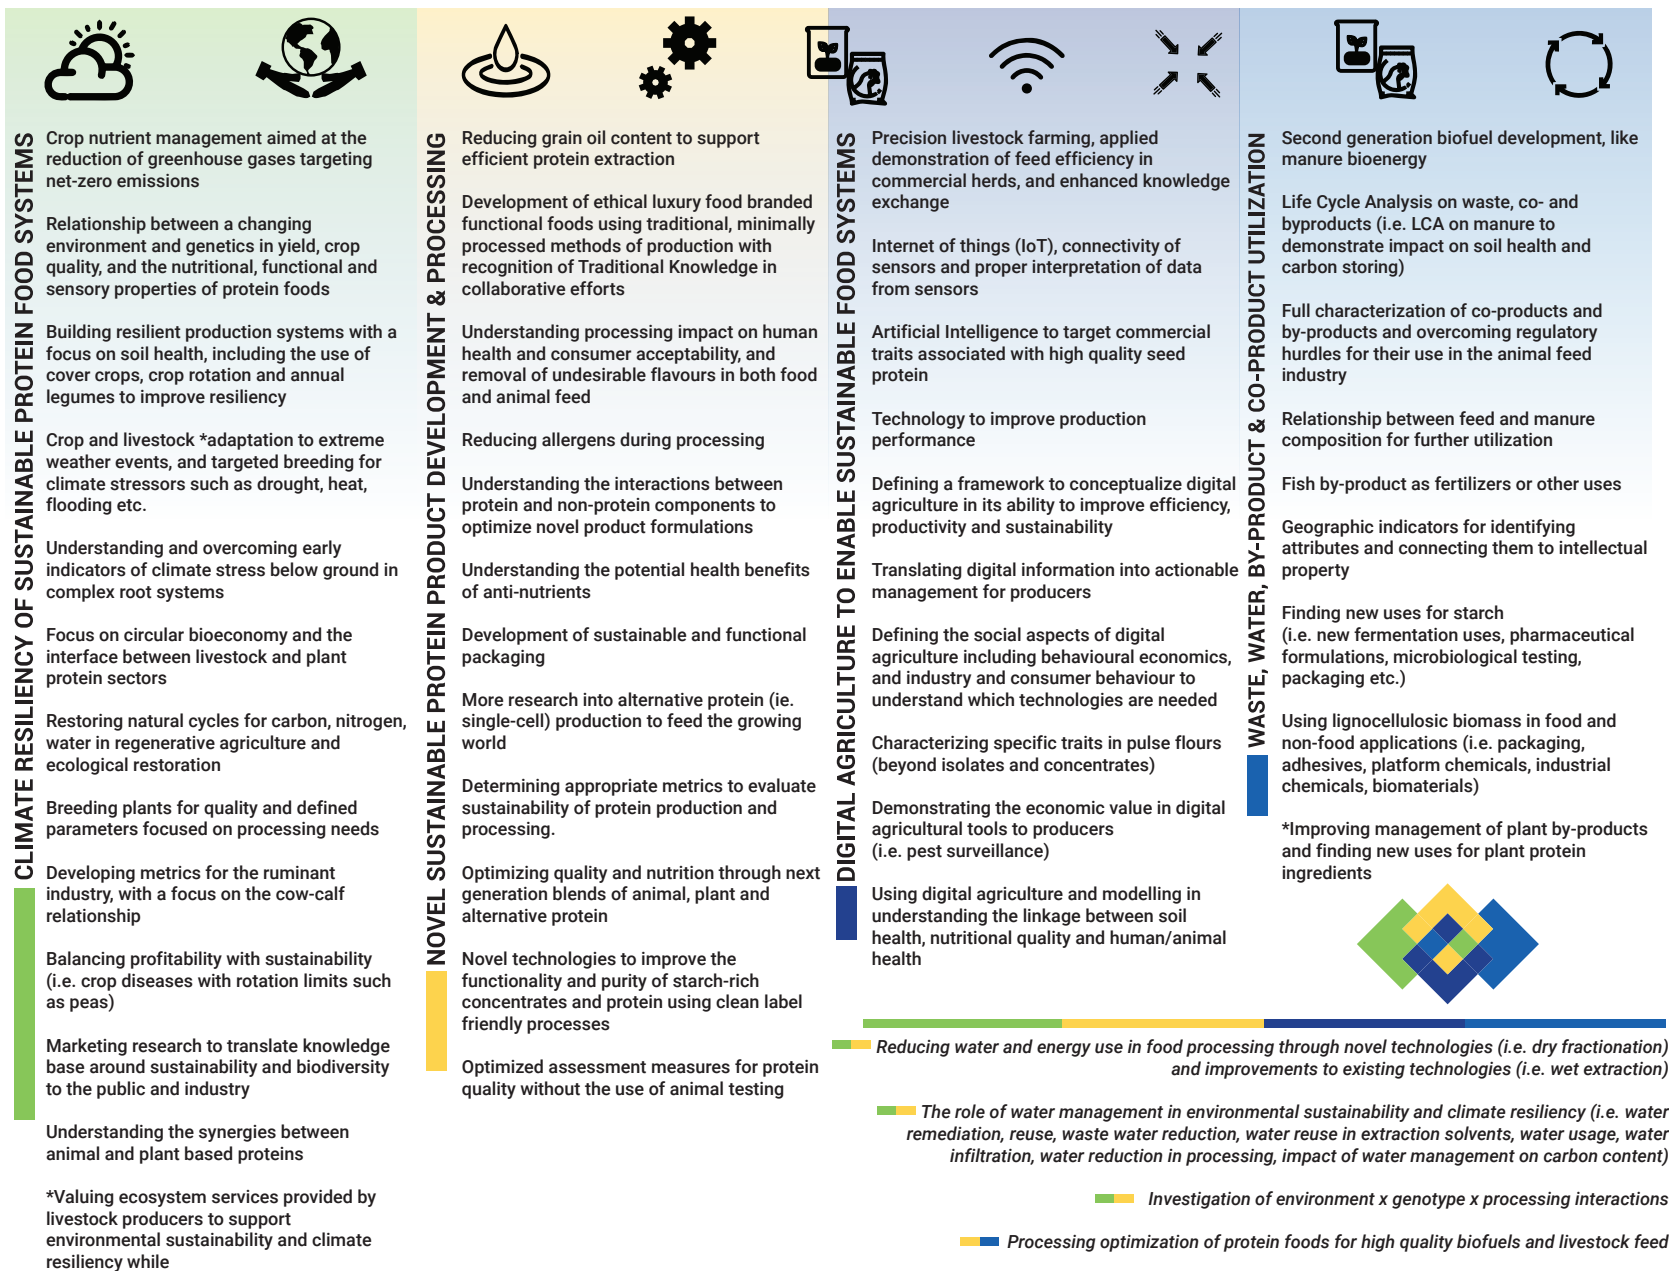 CLIMATE RESILIENCY OF SUSTAINABLE PROTEIN FOOD SYSTEMS
Crop nutrient management aimed at the
reduction of greenhouse gases targeting
net-zero emissions
Relationship between a changing
environment and genetics in yield, crop
quality, and the nutritional, functional and
sensory properties of protein foods
Building resilient production systems with a
focus on soil health, including the use of
cover crops, crop rotation and annual
legumes to improve resiliency
Crop and livestock *adaptation to extreme
weather events, and targeted breeding for
climate stressors such as drought, heat,
flooding etc.
Understanding and overcoming early
indicators of climate stress below ground in
complex root systems
Focus on circular bioeconomy and the
interface between livestock and plant
protein sectors
Restoring natural cycles for carbon, nitrogen,
water in regenerative agriculture and
ecological restoration
Breeding plants for quality and defined
parameters focused on processing needs
Developing metrics for the ruminant
industry, with a focus on the cow-calf
relationship
Balancing profitability with sustainability
(i.e. crop diseases with rotation limits such
as peas)
Marketing research to translate knowledge
base around sustainability and biodiversity
to the public and industry
Understanding the synergies between
animal and plant based proteins
*Valuing ecosystem services provided by
livestock producers to support
environmental sustainability and climate
resiliency while
NOVEL SUSTAINABLE PROTEIN PRODUCT DEVELOPMENT & PROCESSING
Reducing grain oil content to support
efficient protein extraction
Development of ethical luxury food branded
functional foods using traditional, minimally
processed methods of production with
recognition of Traditional Knowledge in
collaborative efforts
Understanding processing impact on human
health and consumer acceptability, and
removal of undesirable flavours in both food
and animal feed
Reducing allergens during processing
Understanding the interactions between
protein and non-protein components to
optimize novel product formulations
Understanding the potential health benefits
of anti-nutrients
Development of sustainable and functional
packaging
More research into alternative protein (ie.
single-cell) production to feed the growing
world
Determining appropriate metrics to evaluate
sustainability of protein production and
processing.
Optimizing quality and nutrition through next
generation blends of animal, plant and
alternative protein
Novel technologies to improve the
functionality and purity of starch-rich
concentrates and protein using clean label
friendly processes
Optimized assessment measures for protein
quality without the use of animal testing
DIGITAL AGRICULTURE TO ENABLE SUSTAINABLE FOOD SYSTEMS
Precision livestock farming, applied
demonstration of feed efficiency in
commercial herds, and enhanced knowledge
exchange
Internet of things (IoT), connectivity of
sensors and proper interpretation of data
from sensors
Artificial Intelligence to target commercial
traits associated with high quality seed
protein
Technology to improve production
performance
Defining a framework to conceptualize digital
agriculture in its ability to improve efficiency,
productivity and sustainability
Translating digital information into actionable
management for producers
Defining the social aspects of digital
agriculture including behavioural economics,
and industry and consumer behaviour to
understand which technologies are needed
Characterizing specific traits in pulse flours
(beyond isolates and concentrates)
Demonstrating the economic value in digital
agricultural tools to producers
(i.e. pest surveillance)
Using digital agriculture and modelling in
understanding the linkage between soil
health, nutritional quality and human/animal
health
WASTE, WATER, BY-PRODUCT & CO-PRODUCT UTILIZATION
Second generation biofuel development, like
manure bioenergy
Life Cycle Analysis on waste, co- and
byproducts (i.e. LCA on manure to
demonstrate impact on soil health and
carbon storing)
Full characterization of co-products and
by-products and overcoming regulatory
hurdles for their use in the animal feed
industry
Relationship between feed and manure
composition for further utilization
Fish by-product as fertilizers or other uses
Geographic indicators for identifying
attributes and connecting them to intellectual
property
Finding new uses for starch
(i.e. new fermentation uses, pharmaceutical
formulations, microbiological testing,
packaging etc.)
Using lignocellulosic biomass in food and
non-food applications (i.e. packaging,
adhesives, platform chemicals, industrial
chemicals, biomaterials)
*Improving management of plant by-products
and finding new uses for plant protein
ingredients
Reducing water and energy use in food processing through novel technologies (i.e. dry fractionation)
and improvements to existing technologies (i.e. wet extraction)
The role of water management in environmental sustainability and climate resiliency (i.e. water
remediation, reuse, waste water reduction, water reuse in extraction solvents, water usage, water
infiltration, water reduction in processing, impact of water management on carbon content)
Investigation of environment x genotype x processing interactions
Processing optimization of protein foods for high quality biofuels and livestock feed